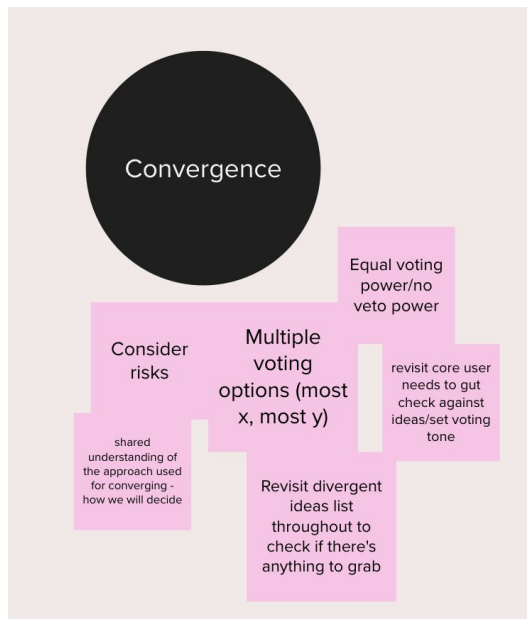 Convergence
Equal voting
power/no
veto power
Consider
risks
Multiple
voting
options (most
x, most y)
revisit core user
needs to gut
check against
ideas/set voting
tone
shared
understanding of
the approach used
for converging -
how we will decide
Revisit divergent
ideas list
throughout to
check if there's
anything to grab